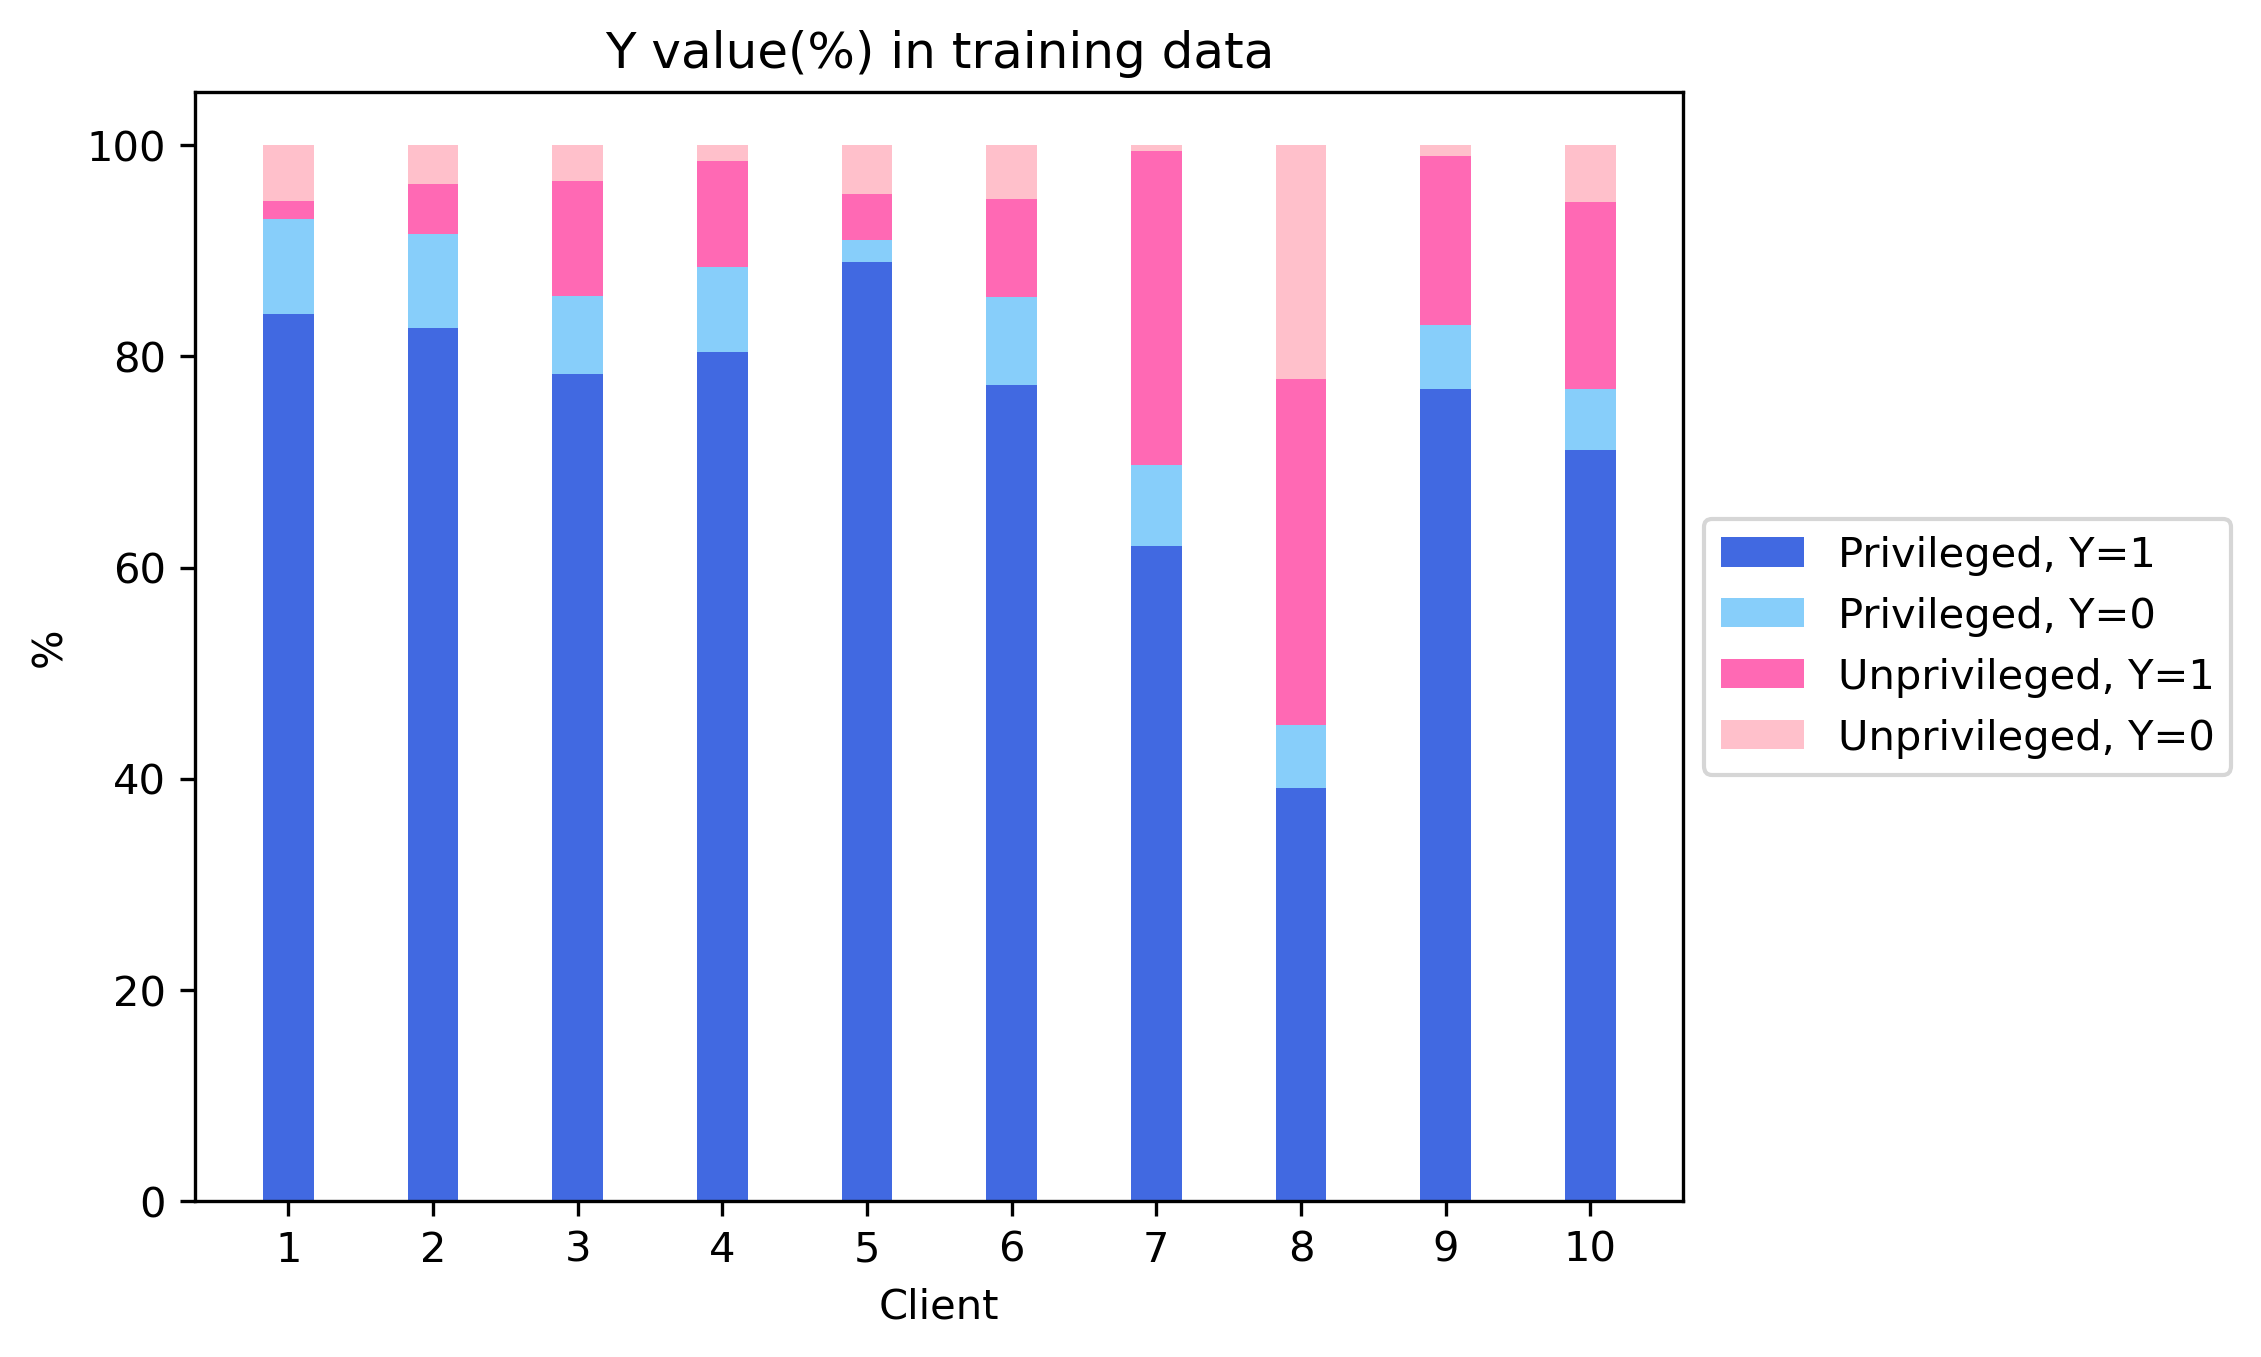 Y value(%) in training data
100
80
60
40
20
0
%
1 2 3 4 5 6 7 8 9 10
Client
Privileged, Y=1
Privileged, Y=0
Unprivileged, Y=1
Unprivileged, Y=0